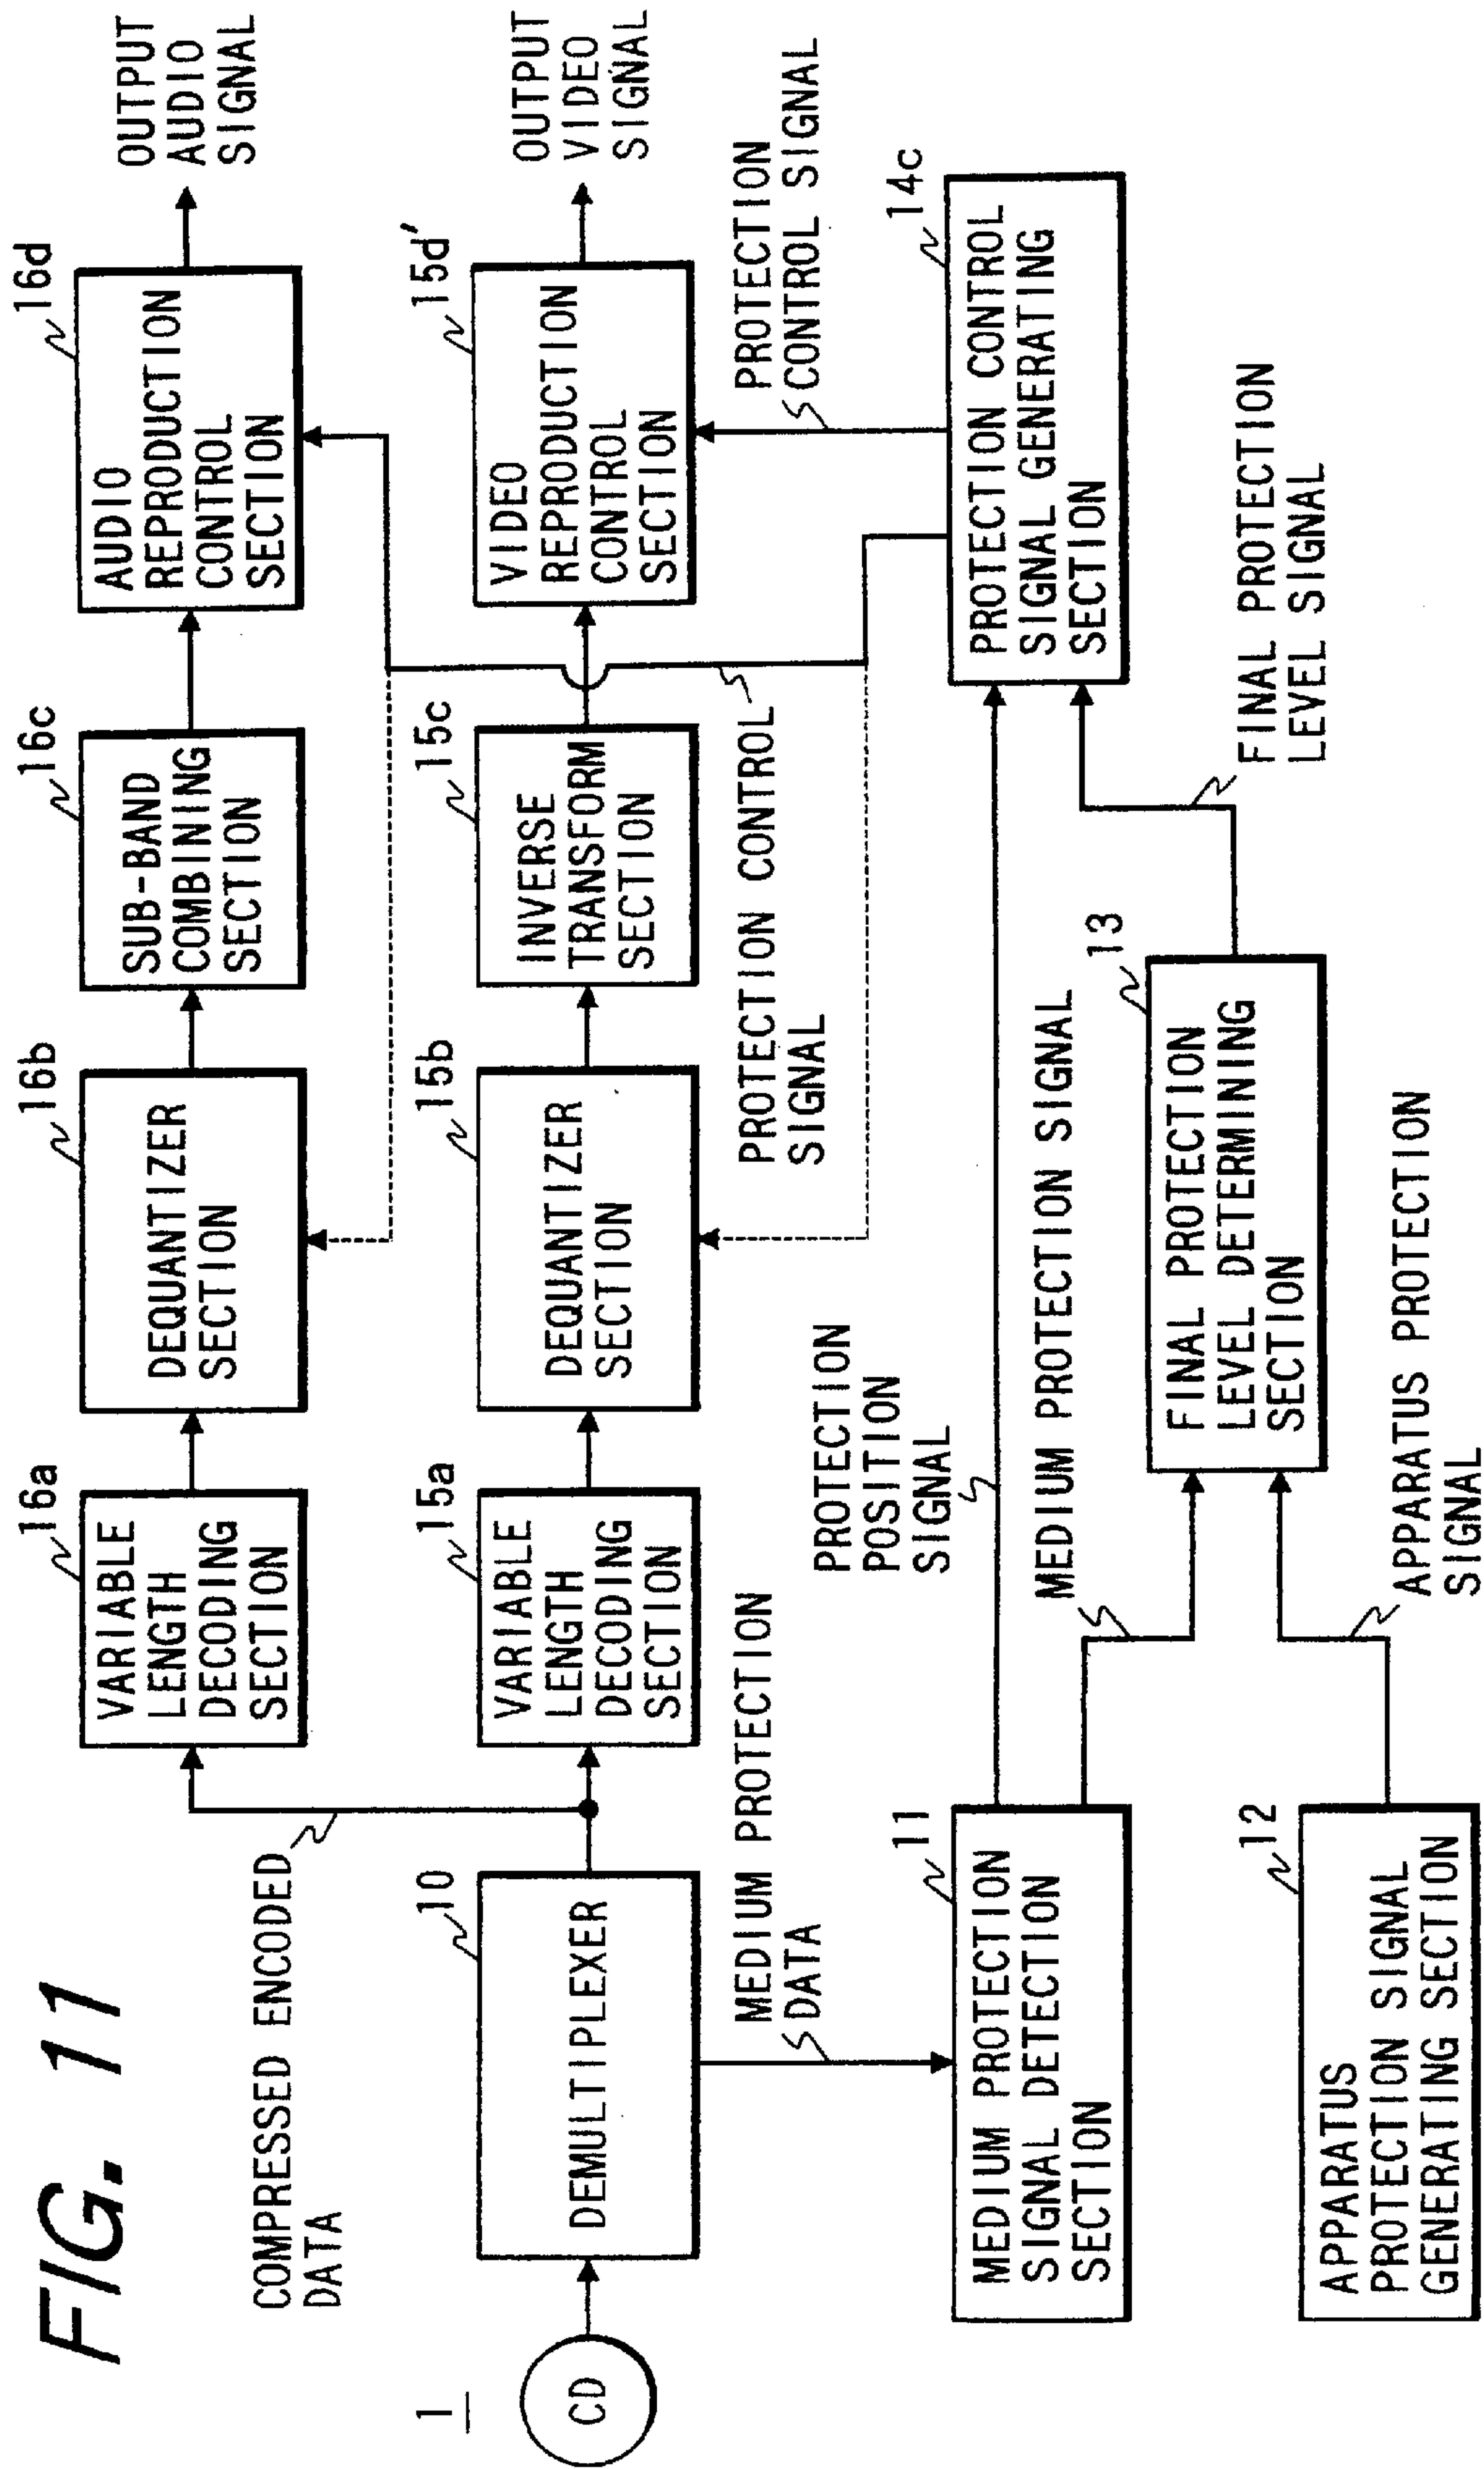 FIG. 11
COMPRESSED ENCODED
DATA
16a
VARIABLE
LENGTH
DECODING
SECTION
16b
DEQUANTIZER
SECTION
16c
SUB-BAND
COMBINING
SECTION
16d
AUDIO
REPRODUCTION
CONTROL
SECTION
OUTPUT
AUDIO
SIGNAL
1
CD
10
DEMULTIPLEXER
15a
VARIABLE
LENGTH
DECODING
SECTION
15b
DEQUANTIZER
SECTION
15c
INVERSE
TRANSFORM
SECTION
15d'
VIDEO
REPRODUCTION
CONTROL
SECTION
OUTPUT
VIDEO
SIGNAL
MEDIUM PROTECTION
DATA
PROTECTION CONTROL
SIGNAL
PROTECTION
CONTROL SIGNAL
PROTECTION
POSITION
SIGNAL
11
MEDIUM PROTECTION
SIGNAL DETECTION
SECTION
14c
PROTECTION CONTROL
SIGNAL GENERATING
SECTION
MEDIUM PROTECTION SIGNAL
13
FINAL PROTECTION
LEVEL DETERMINING
SECTION
FINAL PROTECTION
LEVEL SIGNAL
12
APPARATUS
PROTECTION SIGNAL
GENERATING SECTION
APPARATUS PROTECTION
SIGNAL